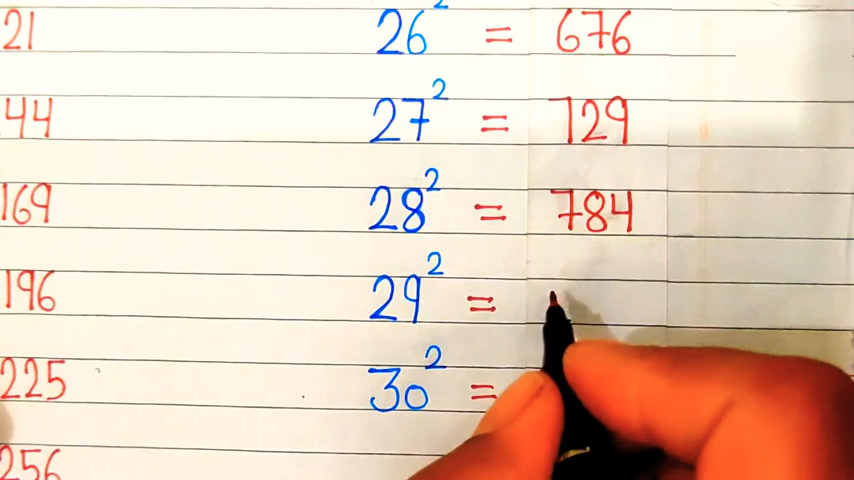 21
44
169
196
225
256
26² = 676
27² = 729
28² = 784
29² =
30² =